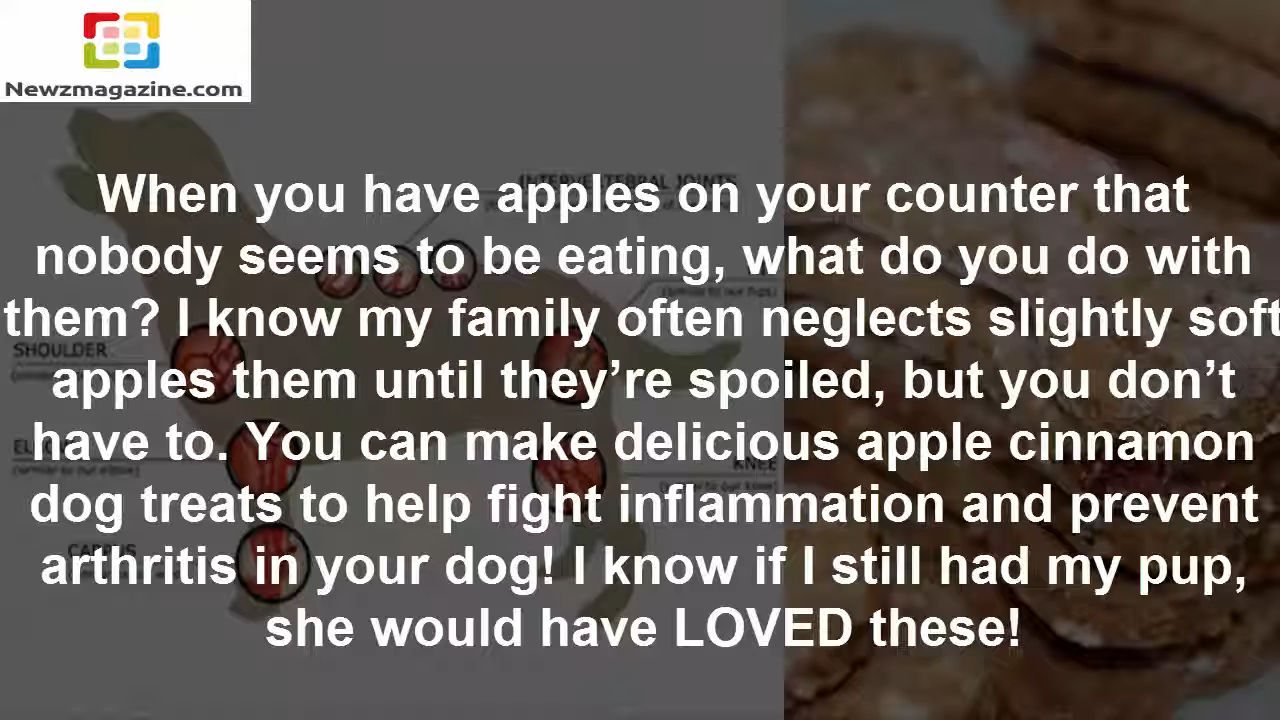 Newzmagazine.com
When you have apples on your counter that
nobody seems to be eating, what do you do with
them? I know my family often neglects slightly soft
apples them until they’re spoiled, but you don’t
have to. You can make delicious apple cinnamon
dog treats to help fight inflammation and prevent
arthritis in your dog! I know if I still had my pup,
she would have LOVED these!
SHOULDER
KNEE